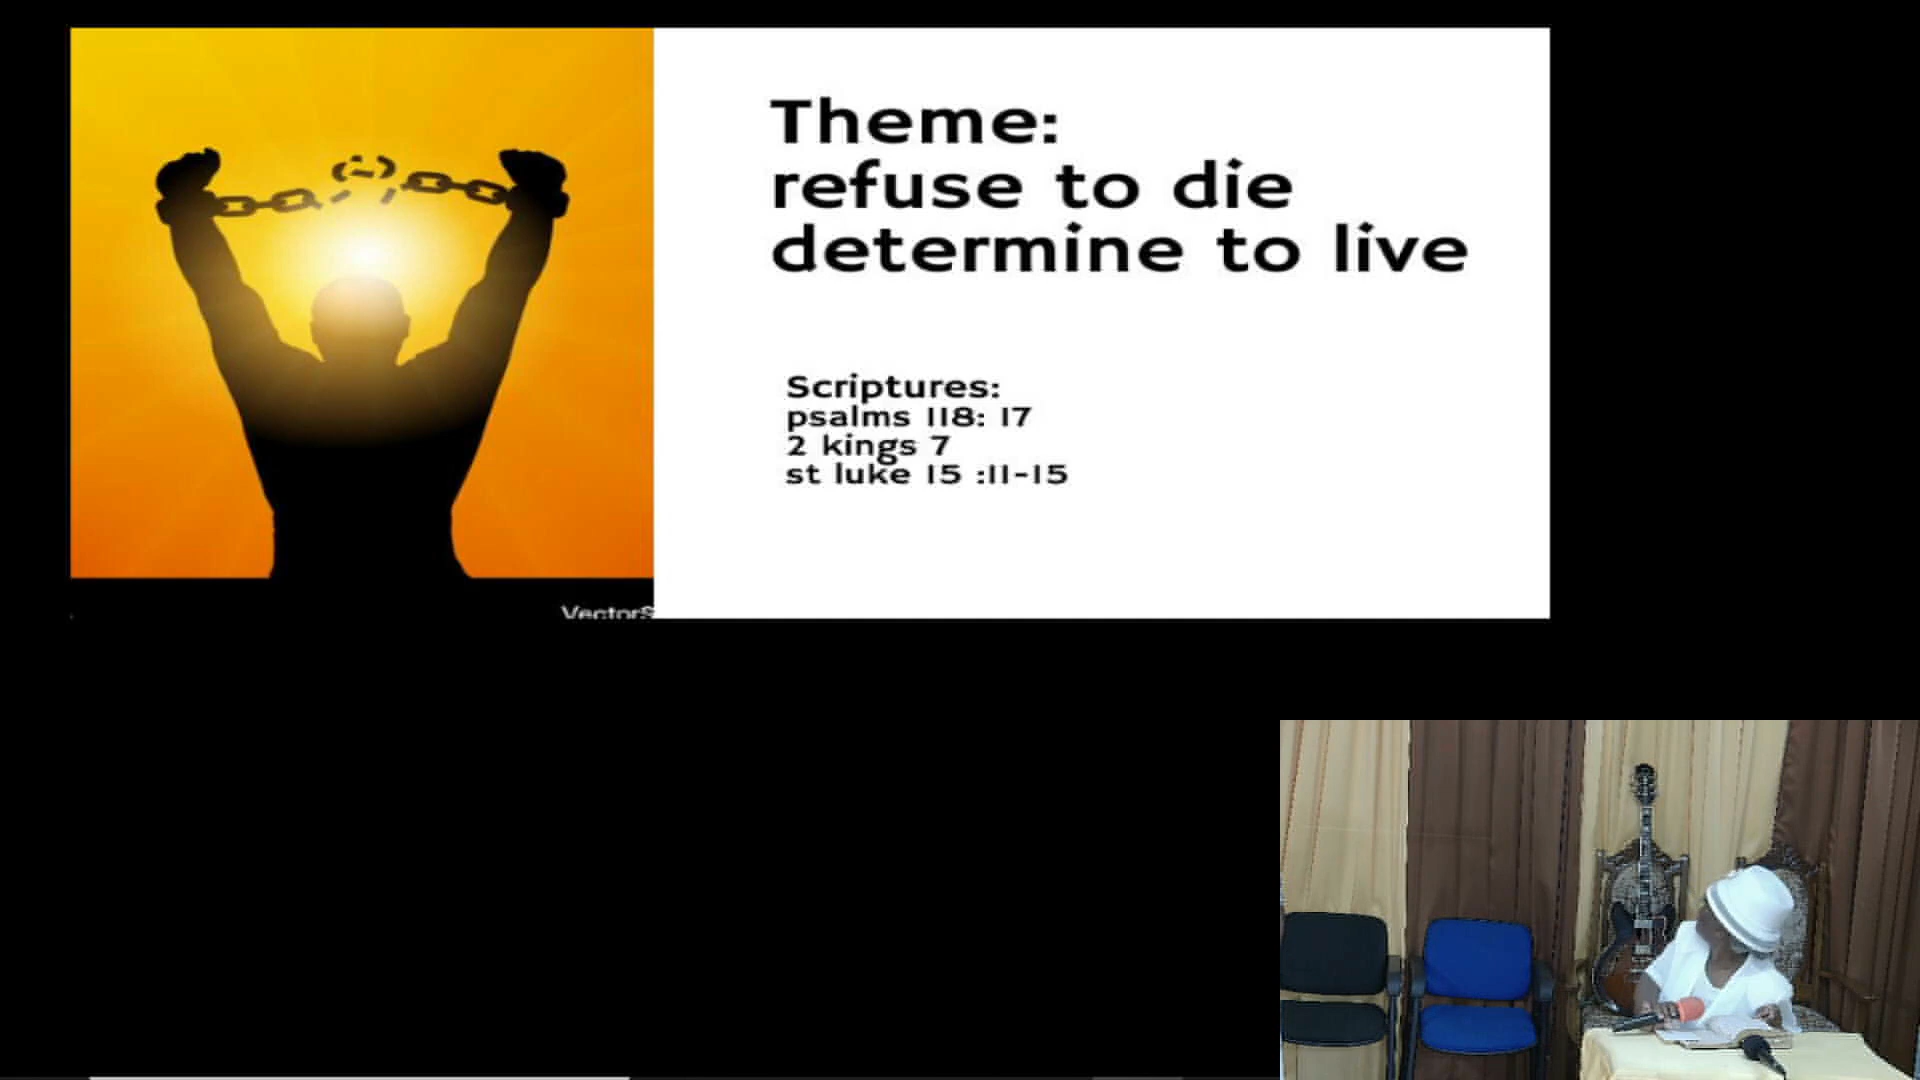 Theme:
refuse to die
determine to live
Scriptures:
psalms 118: 17
2 kings 7
st luke 15 :11-15